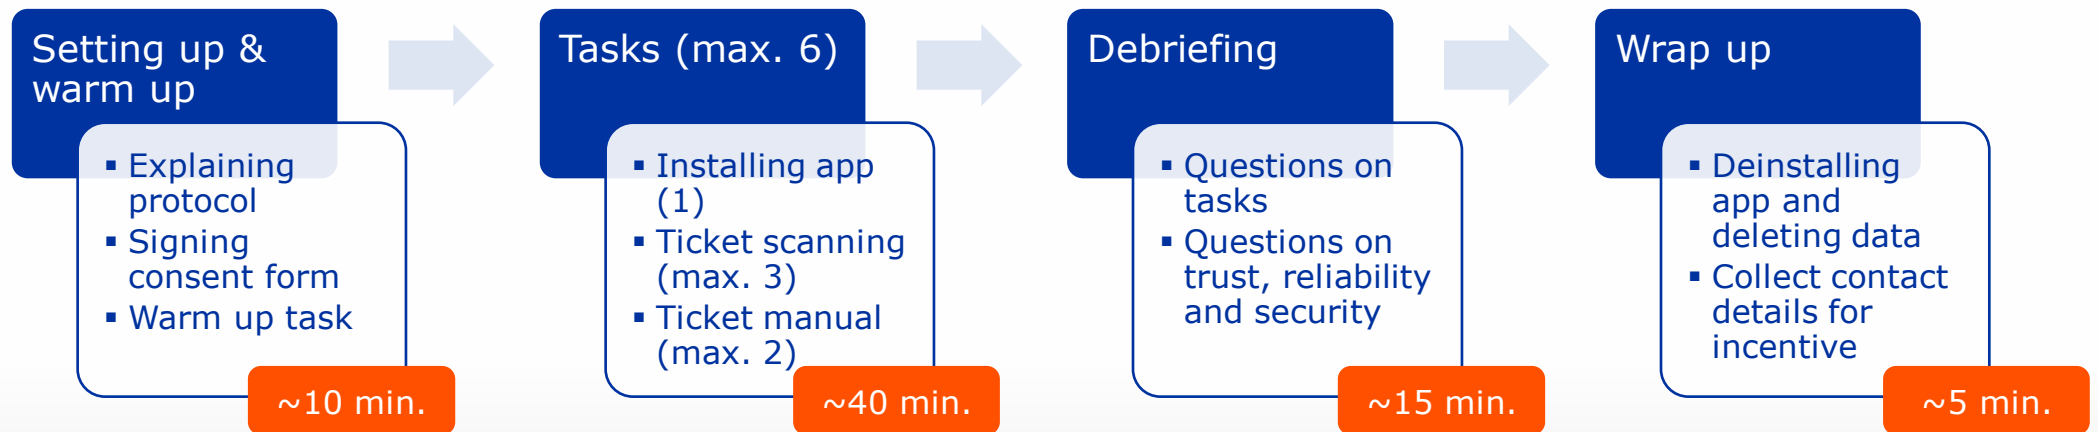 Setting up &
warm up
▪ Explaining
protocol
▪ Signing
consent form
▪ Warm up task
~10 min.
Tasks (max. 6)
▪ Installing app
(1)
▪ Ticket scanning
(max. 3)
▪ Ticket manual
(max. 2)
~40 min.
Debriefing
▪ Questions on
tasks
▪ Questions on
trust, reliability
and security
~15 min.
Wrap up
▪ Deinstalling
app and
deleting data
▪ Collect contact
details for
incentive
~5 min.